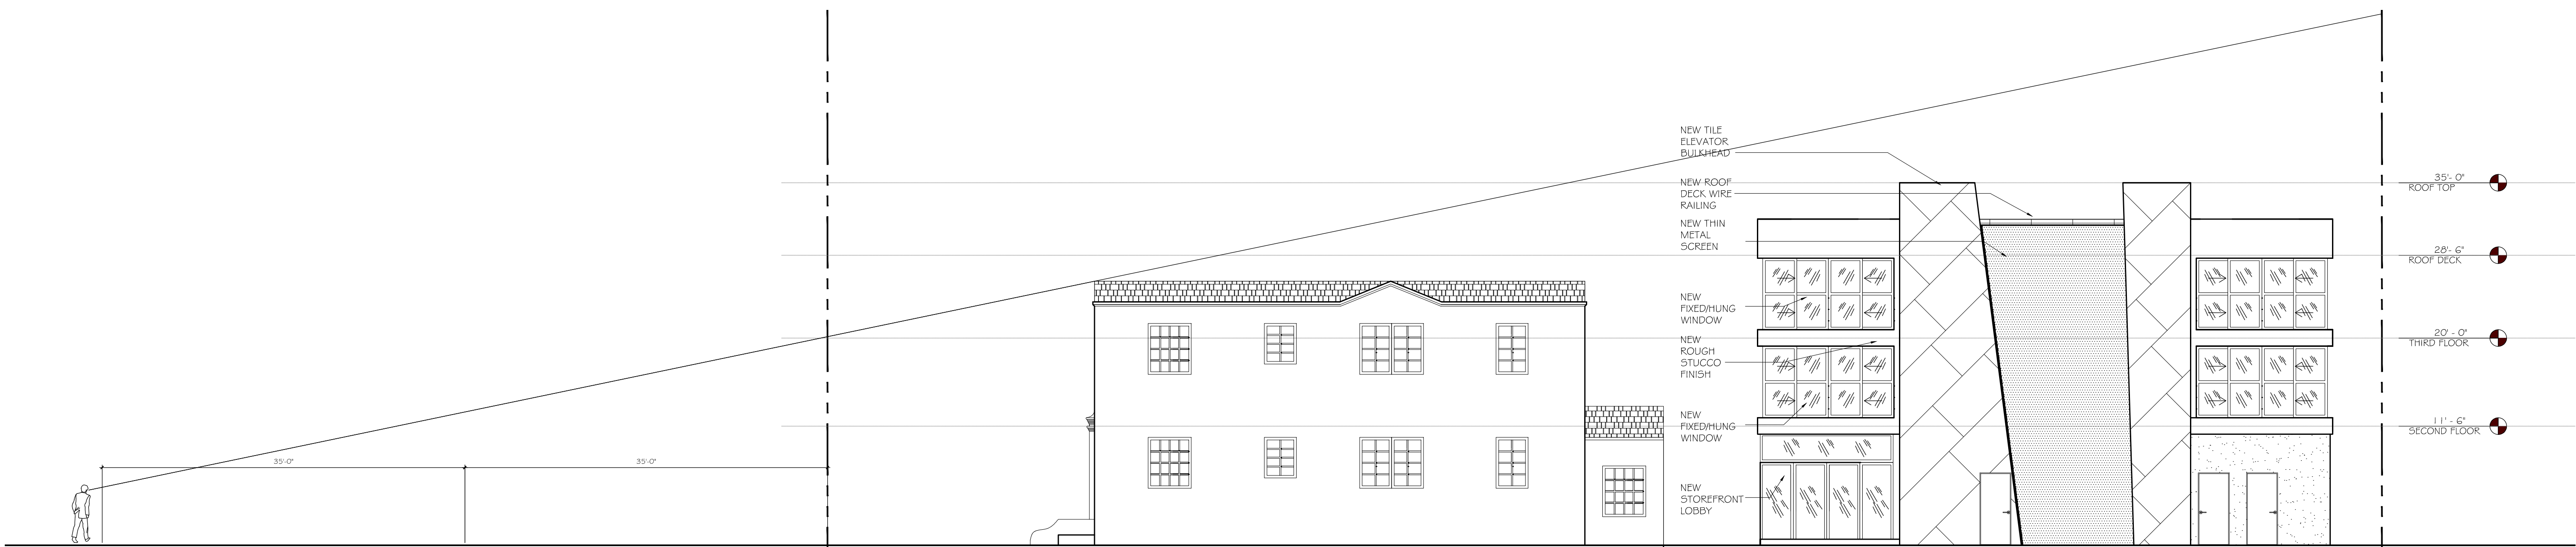 NEW TILE
ELEVATOR
BULKHEAD
NEW ROOF
DECK WIRE
RAILING
NEW THIN
METAL
SCREEN
NEW
FIXED/HUNG
WINDOW
NEW
ROUGH
STUCCO
FINISH
NEW
FIXED/HUNG
WINDOW
NEW
STOREFRONT
LOBBY
35'- 0"
ROOF TOP
28'- 6"
ROOF DECK
20' - 0"
THIRD FLOOR
11' - 6"
SECOND FLOOR
35'-0"
35'-0"